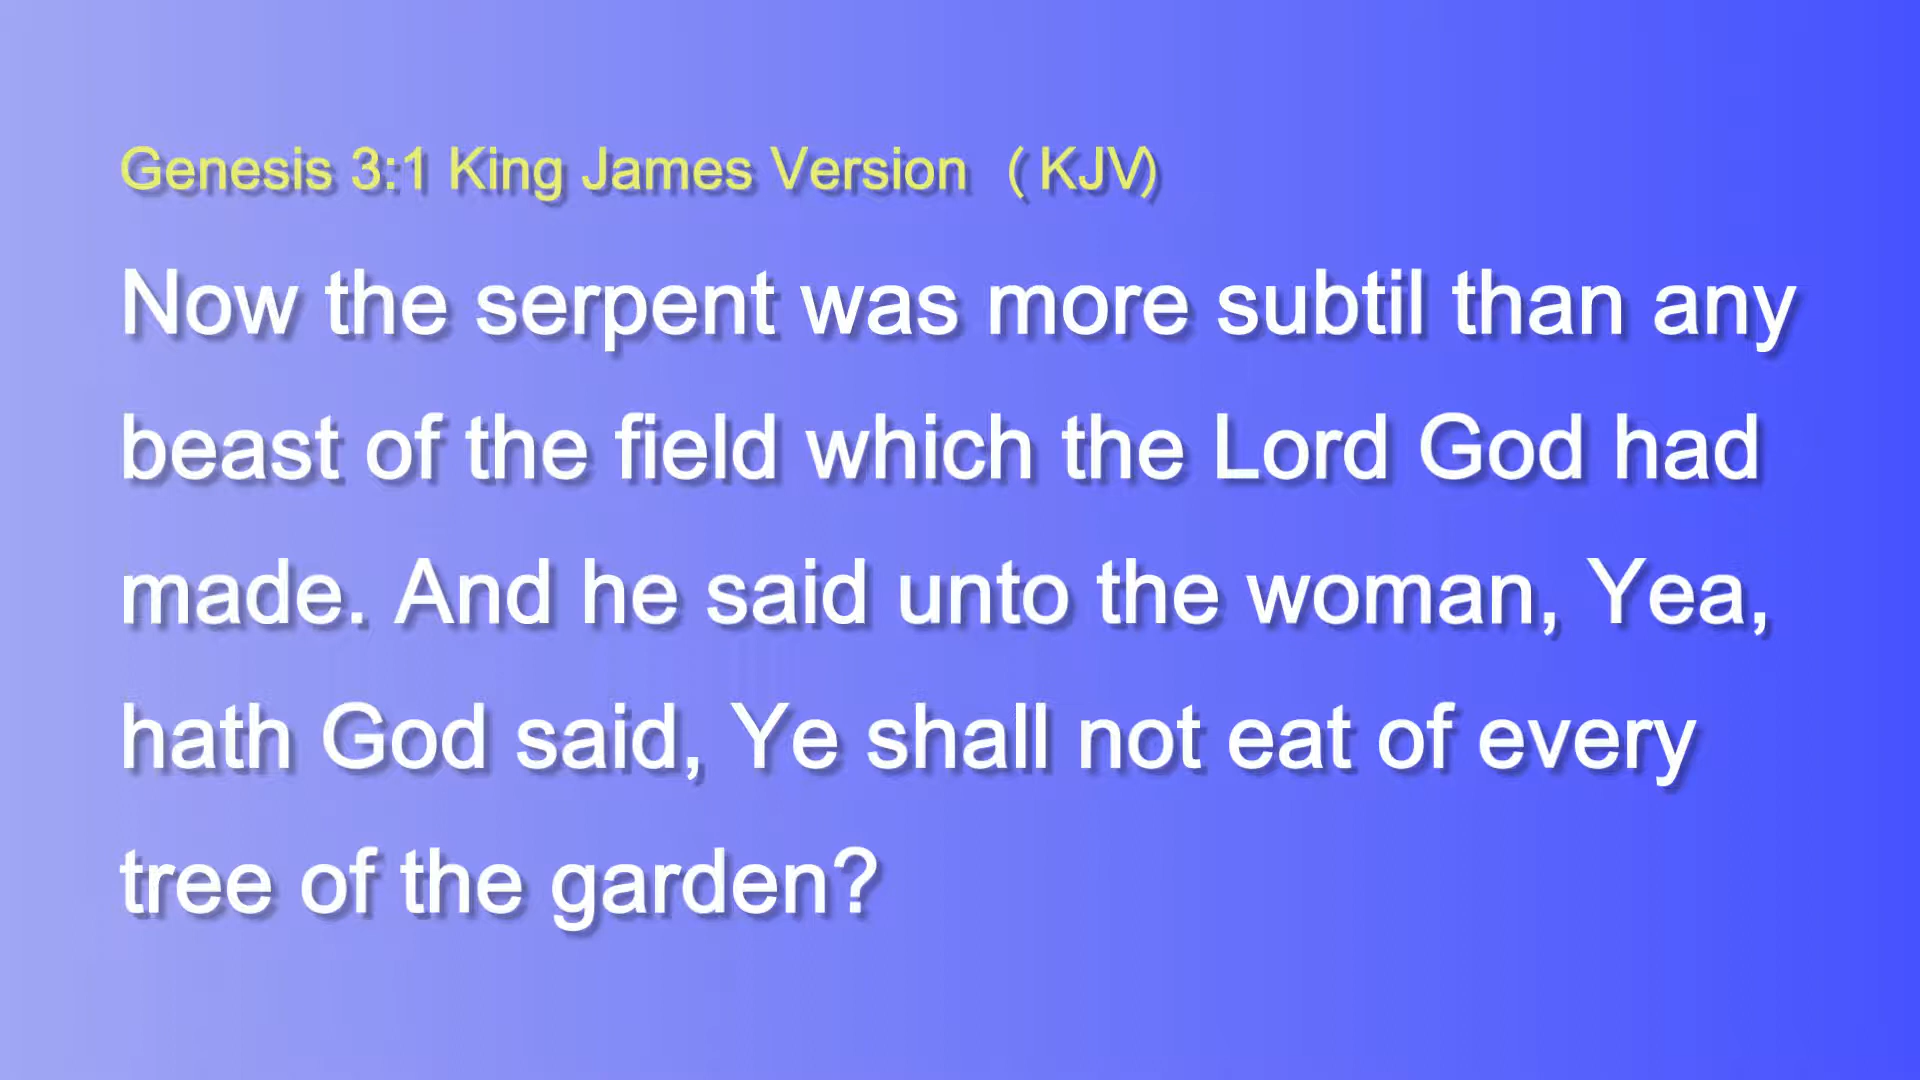 Genesis 3:1 King James Version (KJV)
Now the serpent was more subtil than any
beast of the field which the Lord God had
made. And he said unto the woman, Yea,
hath God said, Ye shall not eat of every
tree of the garden?